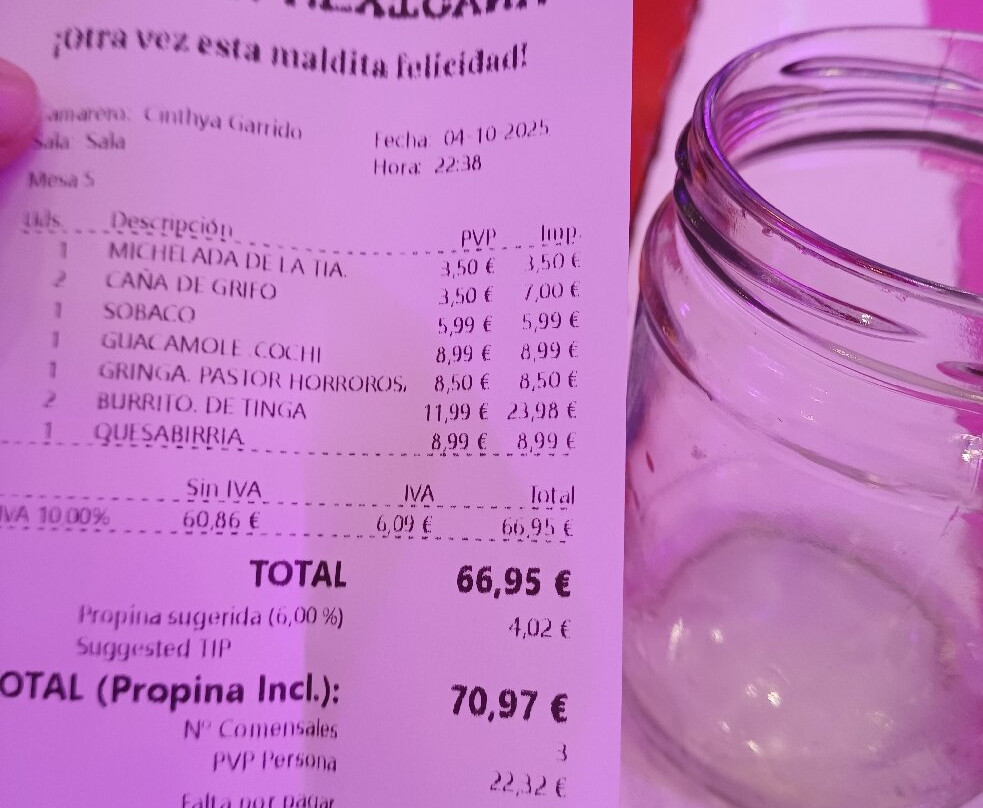 ¡Otra vez esta maldita felicidad!
amarero: Cinthya Garrido
Sala: Sala
Fecha: 04-10-2025
Hora: 22:38
Mesa 5
Uds. Descripción PVP Imp.
1 MICHELADA DE LA TIA. 3,50 € 3,50 €
2 CAÑA DE GRIFO 3,50 € 7,00 €
1 SOBACO 5,99 € 5,99 €
1 GUACAMOLE COCHI 8,99 € 8,99 €
1 GRINGA. PASTOR HORROROS. 8,50 € 8,50 €
2 BURRITO. DE TINGA 11,99 € 23,98 €
1 QUESABIRRIA 8,99 € 8,99 €
Sin IVA IVA Total
IVA 10.00% 60,86 € 6,09 € 66,95 €
TOTAL 66,95 €
Propina sugerida (6,00 %) 4,02 €
Suggested TIP
OTAL (Propina Incl.): 70,97 €
Nº Comensales 3
PVP Persona 22,32 €
Falta por pagar